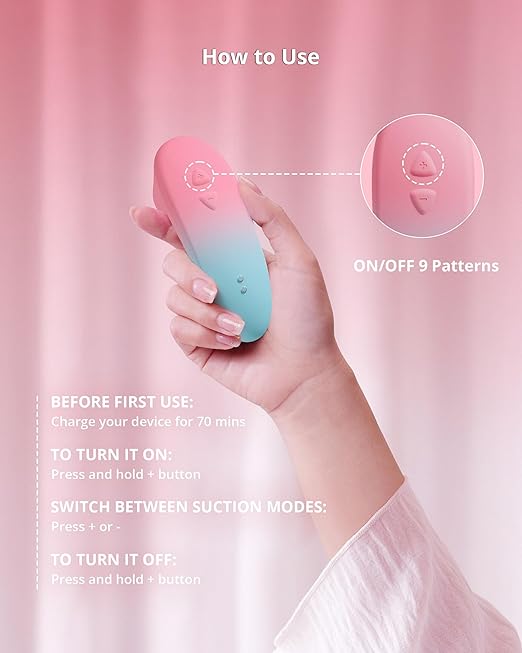 How to Use
ON/OFF 9 Patterns
BEFORE FIRST USE:
Charge your device for 70 mins
TO TURN IT ON:
Press and hold + button
SWITCH BETWEEN SUCTION MODES:
Press + or -
TO TURN IT OFF:
Press and hold + button